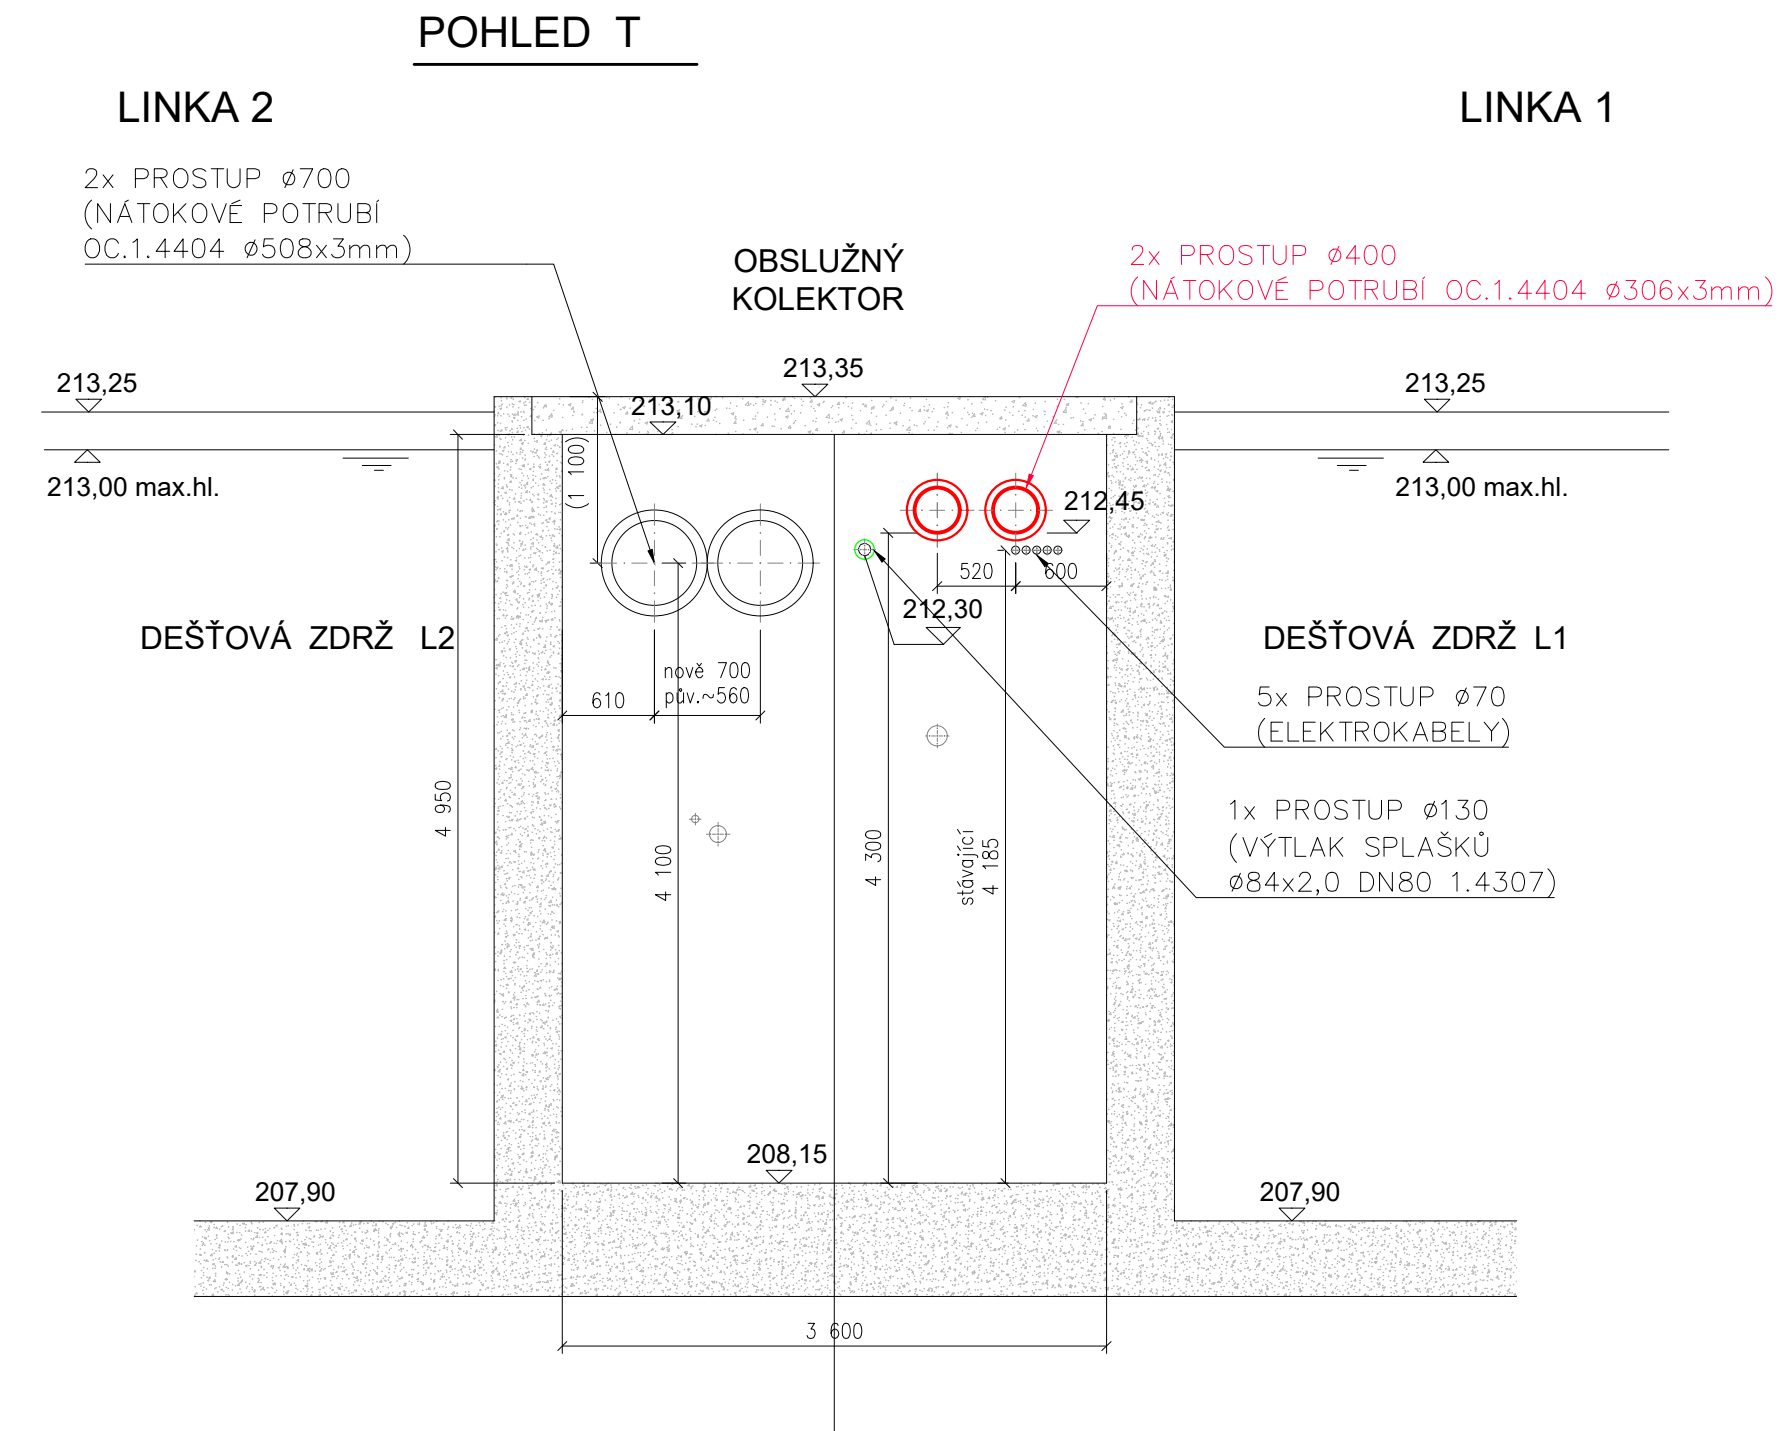 POHLED T
LINKA 2
LINKA 1
2x PROSTUP ø700
(NÁTOKOVÉ POTRUBÍ
OC.1.4404 ø508x3mm)
OBSLUŽNÝ
KOLEKTOR
2x PROSTUP ø400
(NÁTOKOVÉ POTRUBÍ OC.1.4404 ø306x3mm)
213,25
213,35
213,25
213,10
(1 100)
213,00 max.hl.
213,00 max.hl.
212,45
520
600
212,30
DEŠŤOVÁ ZDRŽ L2
DEŠŤOVÁ ZDRŽ L1
nově 700
pův.~560
610
5x PROSTUP ø70
(ELEKTROKABELY)
4 950
4 100
4 300
stávající
4 185
1x PROSTUP ø130
(VÝTLAK SPLAŠKŮ
ø84x2,0 DN80 1.4307)
208,15
207,90
207,90
3 600